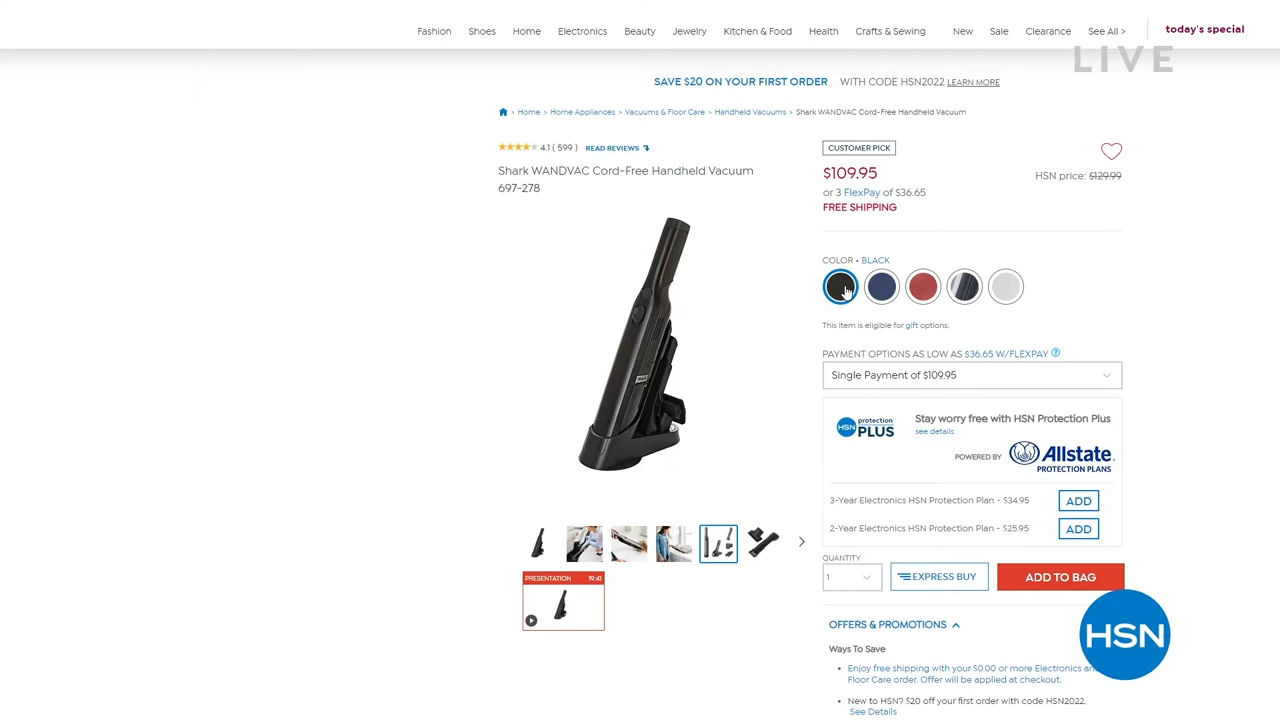 Fashion Shoes Home Electronics Beauty Jewelry Kitchen & Food Health Crafts & Sewing New Sale Clearance See All > today's special
LIVE
SAVE $20 ON YOUR FIRST ORDER WITH CODE HSN2022 LEARN MORE
> Home > Home Appliances > Vacuums & Floor Care > Handheld Vacuums > Shark WANDVAC Cord-Free Handheld Vacuum
4.1 ( 599 ) READ REVIEWS
Shark WANDVAC Cord-Free Handheld Vacuum
697-278
CUSTOMER PICK
$109.95
HSN price: $129.99
or 3 FlexPay of $36.65
FREE SHIPPING
COLOR • BLACK
This item is eligible for gift options.
PAYMENT OPTIONS AS LOW AS $36.65 W/FLEXPAY ?
Single Payment of $109.95
HSN protection PLUS
Stay worry free with HSN Protection Plus
see details
POWERED BY Allstate
PROTECTION PLANS
3-Year Electronics HSN Protection Plan - $34.95 ADD
2-Year Electronics HSN Protection Plan - $25.95 ADD
PRESENTATION 19:41
QUANTITY
1 EXPRESS BUY ADD TO BAG
OFFERS & PROMOTIONS
HSN
Ways To Save
• Enjoy free shipping with your $0.00 or more Electronics
Floor Care order. Offer will be applied at checkout.
• New to HSN? $20 off your first order with code HSN2022.
See Details